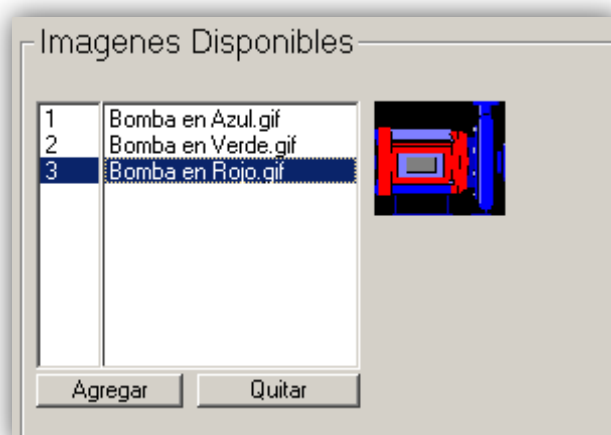 Imagenes Disponibles
1 Bomba en Azul.gif
2 Bomba en Verde.gif
3 Bomba en Rojo.gif
Agregar Quitar